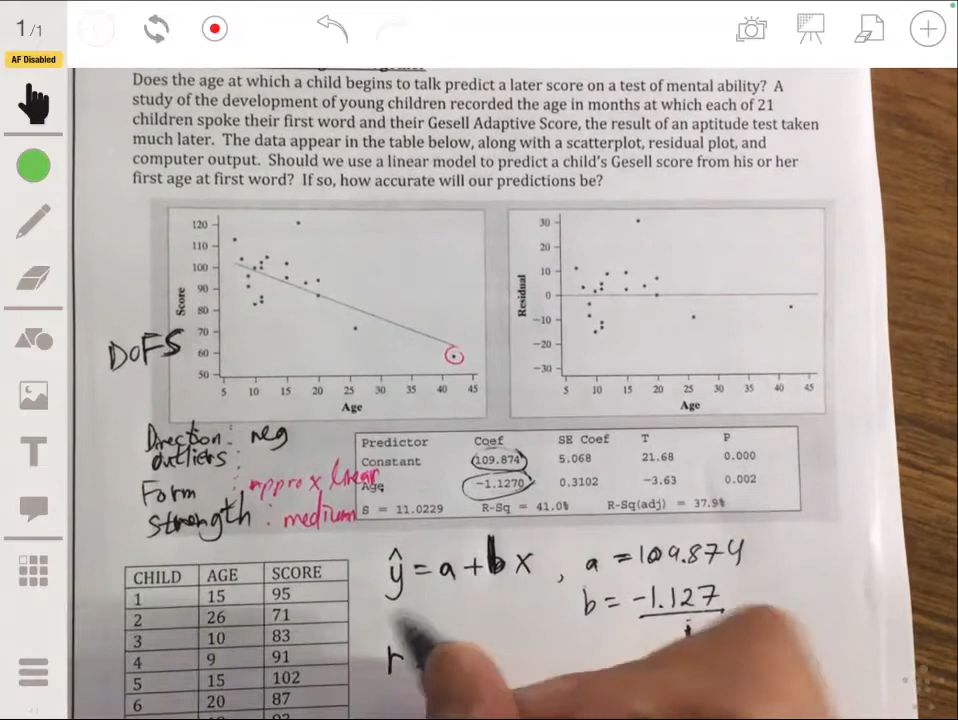 1/1
AF Disabled
Does the age at which a child begins to talk predict a later score on a test of mental ability? A
study of the development of young children recorded the age in months at which each of 21
children spoke their first word and their Gesell Adaptive Score, the result of an aptitude test taken
much later. The data appear in the table below, along with a scatterplot, residual plot, and
computer output. Should we use a linear model to predict a child's Gesell score from his or her
first age at first word? If so, how accurate will our predictions be?
120
110
100
90
80
70
60
50
Score
5 10 15 20 25 30 35 40 45
Age
30
20
10
0
-10
-20
-30
Residual
5 10 15 20 25 30 35 40 45
Age
DOFS
Direction: neg
outliers:
Form : approx linear
strength: medium
Predictor Coef SE Coef T P
Constant 109.874 5.068 21.68 0.000
Age -1.1270 0.3102 -3.63 0.002
S = 11.0229 R-Sq = 41.0% R-Sq(adj) = 37.9%
CHILD AGE SCORE
1 15 95
2 26 71
3 10 83
4 9 91
5 15 102
6 20 87
ŷ = a + b x , a = 109.874
b = -1.127
r
T